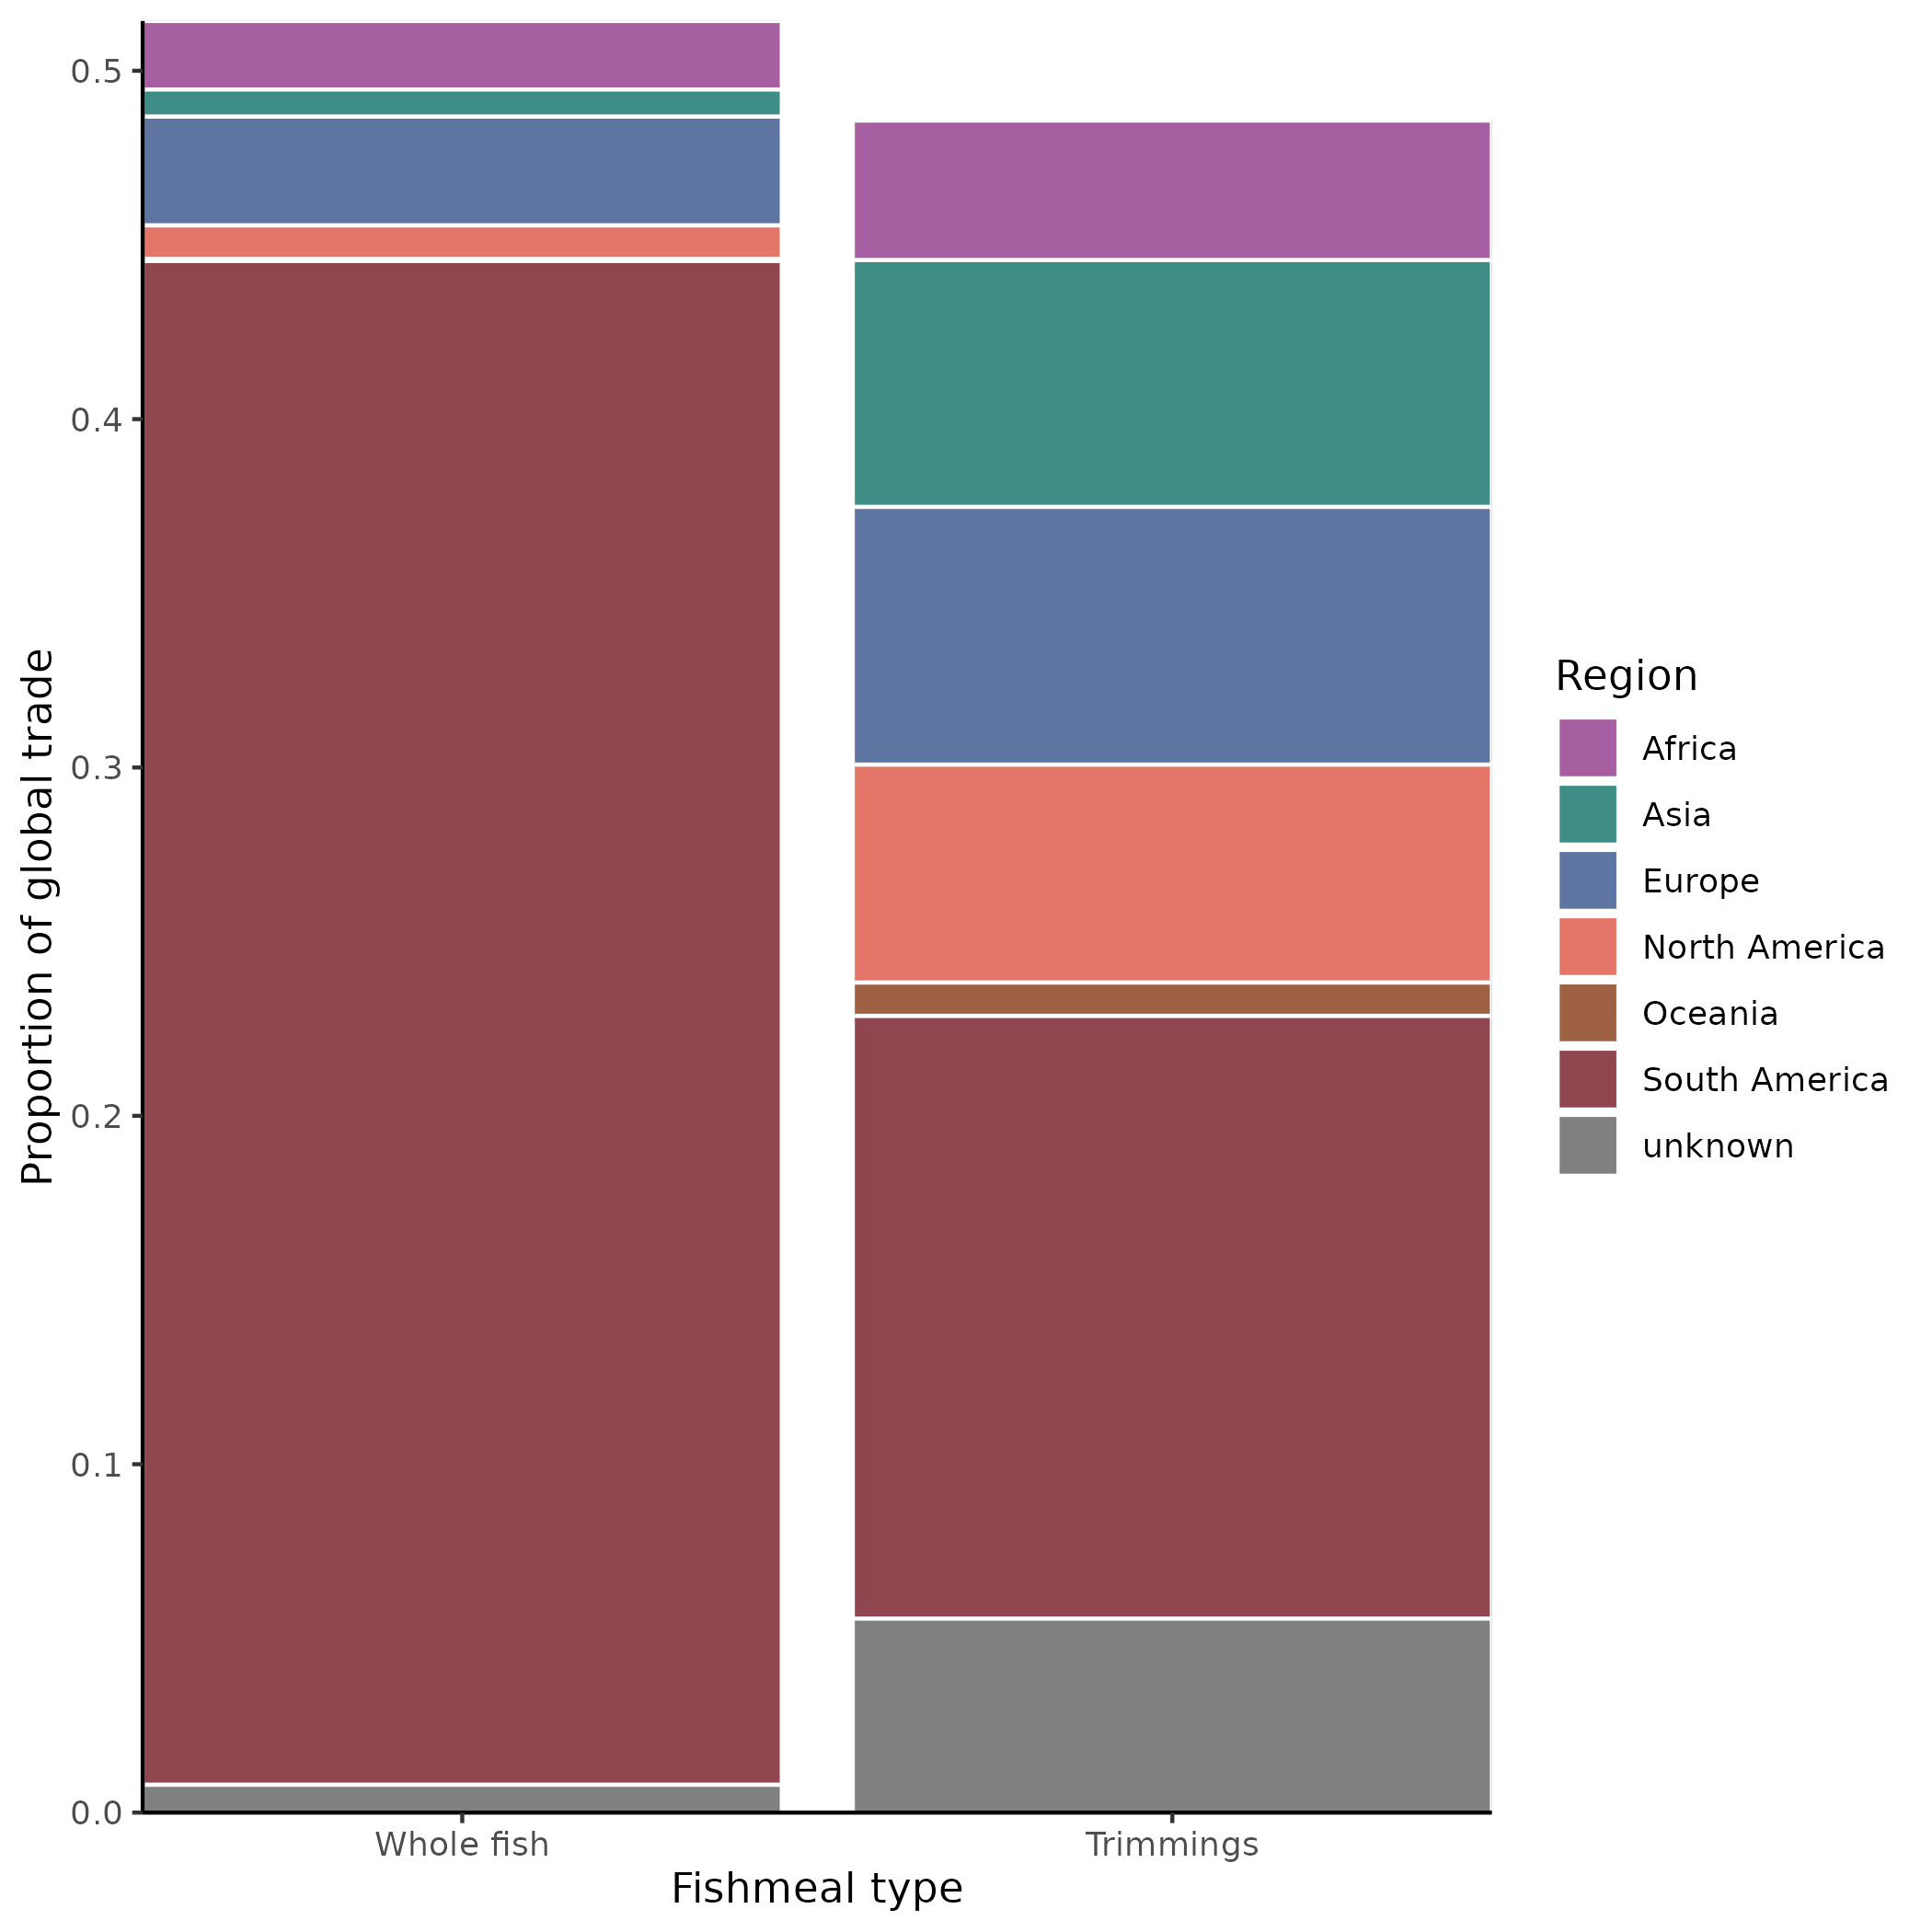 Proportion of global trade
0.5
0.4
0.3
0.2
0.1
0.0
Whole fish
Trimmings
Fishmeal type
Region
Africa
Asia
Europe
North America
Oceania
South America
unknown